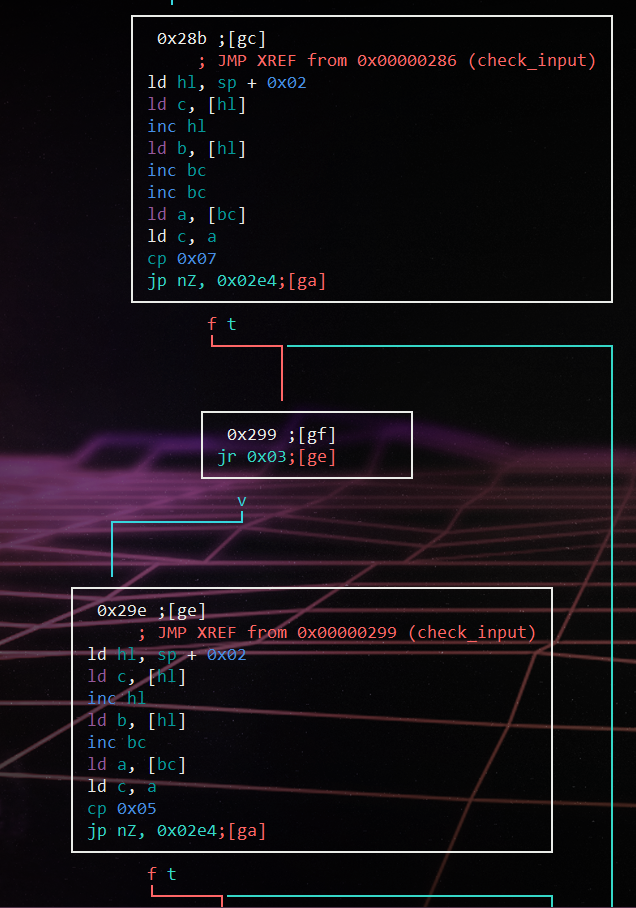 0x28b ;[gc]
; JMP XREF from 0x00000286 (check_input)
ld hl, sp + 0x02
ld c, [hl]
inc hl
ld b, [hl]
inc bc
inc bc
ld a, [bc]
ld c, a
cp 0x07
jp nZ, 0x02e4;[ga]
f t
0x299 ;[gf]
jr 0x03;[ge]
v
0x29e ;[ge]
; JMP XREF from 0x00000299 (check_input)
ld hl, sp + 0x02
ld c, [hl]
inc hl
ld b, [hl]
inc bc
ld a, [bc]
ld c, a
cp 0x05
jp nZ, 0x02e4;[ga]
f t